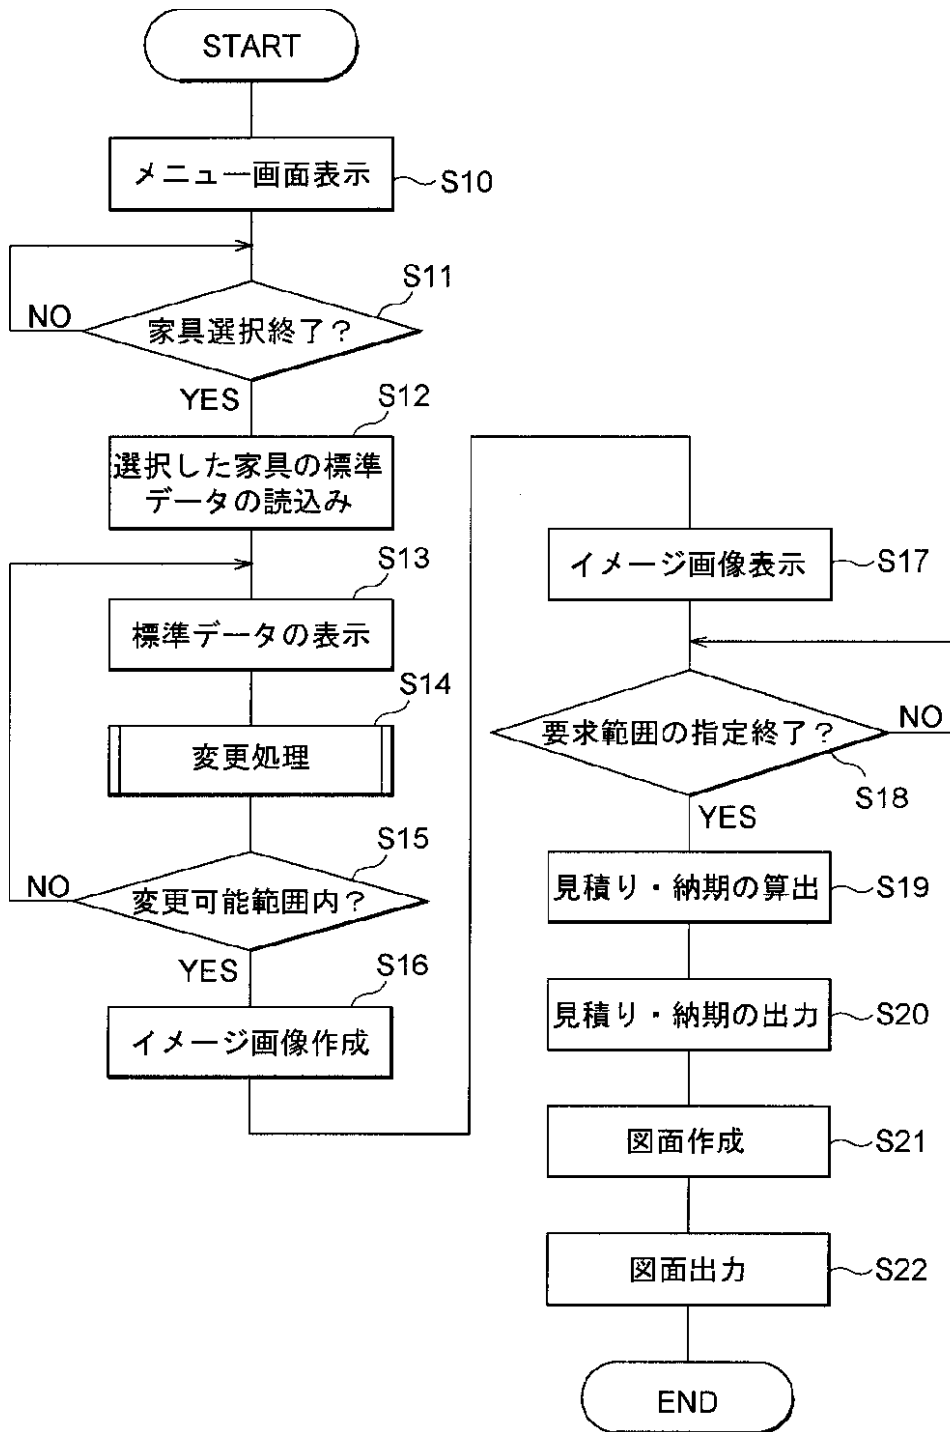 START
メニュー画面表示
S10
S11
家具選択終了？
NO
YES
S12
選択した家具の標準
データの読込み
S13
標準データの表示
S14
変更処理
S15
変更可能範囲内？
NO
YES
S16
イメージ画像作成
イメージ画像表示
S17
要求範囲の指定終了？
NO
S18
YES
見積り・納期の算出
S19
見積り・納期の出力
S20
図面作成
S21
図面出力
S22
END